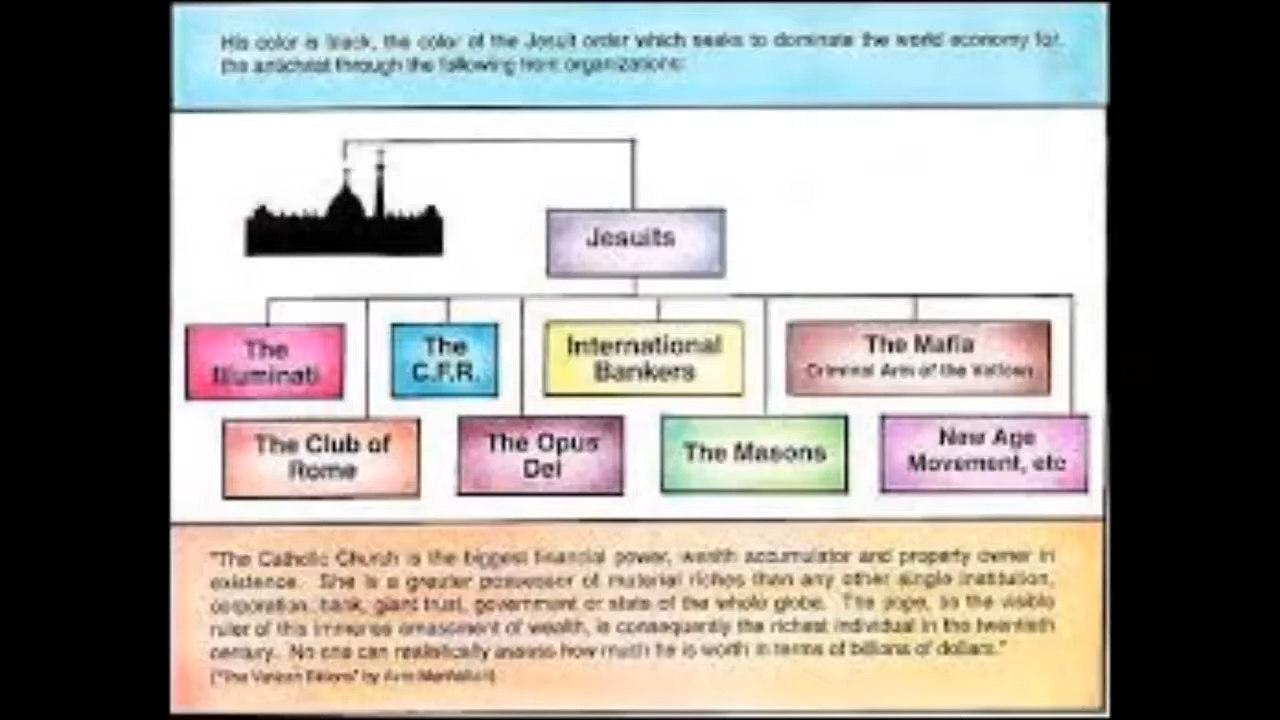 His color is black, the color of the Jesuit order which seeks to dominate the world economy for
the antichrist through the following front organizations:
Jesuits
The
Illuminati
The
C.F.R.
International
Bankers
The Mafia
Criminal Arm of the Vatican
The Club of
Rome
The Opus
Dei
The Masons
New Age
Movement, etc
"The Catholic Church is the biggest financial power, wealth accumulator and property owner in
existence. She is a greater possessor of material riches than any other single institution,
corporation, bank, giant trust, government or state of the whole globe. The pope, as the visible
ruler of this immense amassment of wealth, is consequently the richest individual in the twentieth
century. No one can realistically assess how much he is worth in terms of billions of dollars."
("The Vatican Billions" by Avro Manhattan)